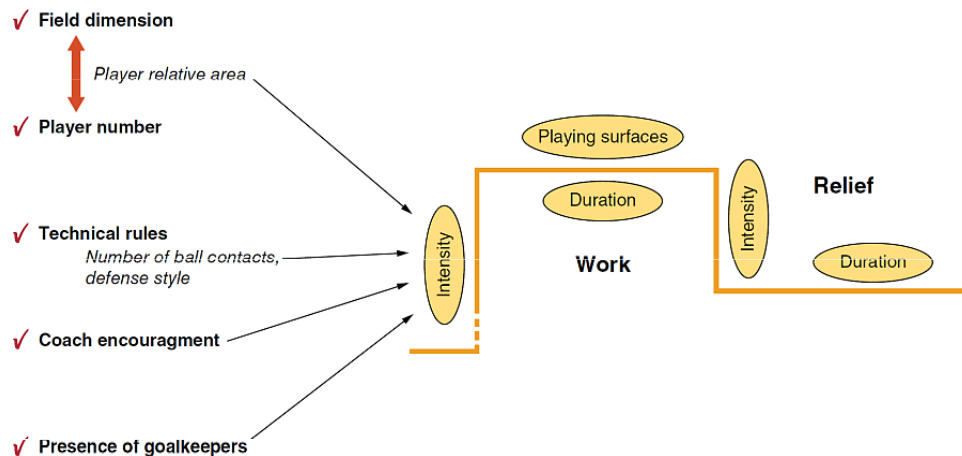 Field dimension
Player relative area
Player number
Technical rules
Number of ball contacts,
defense style
Coach encouragment
Presence of goalkeepers
Intensity
Playing surfaces
Duration
Work
Intensity
Relief
Duration